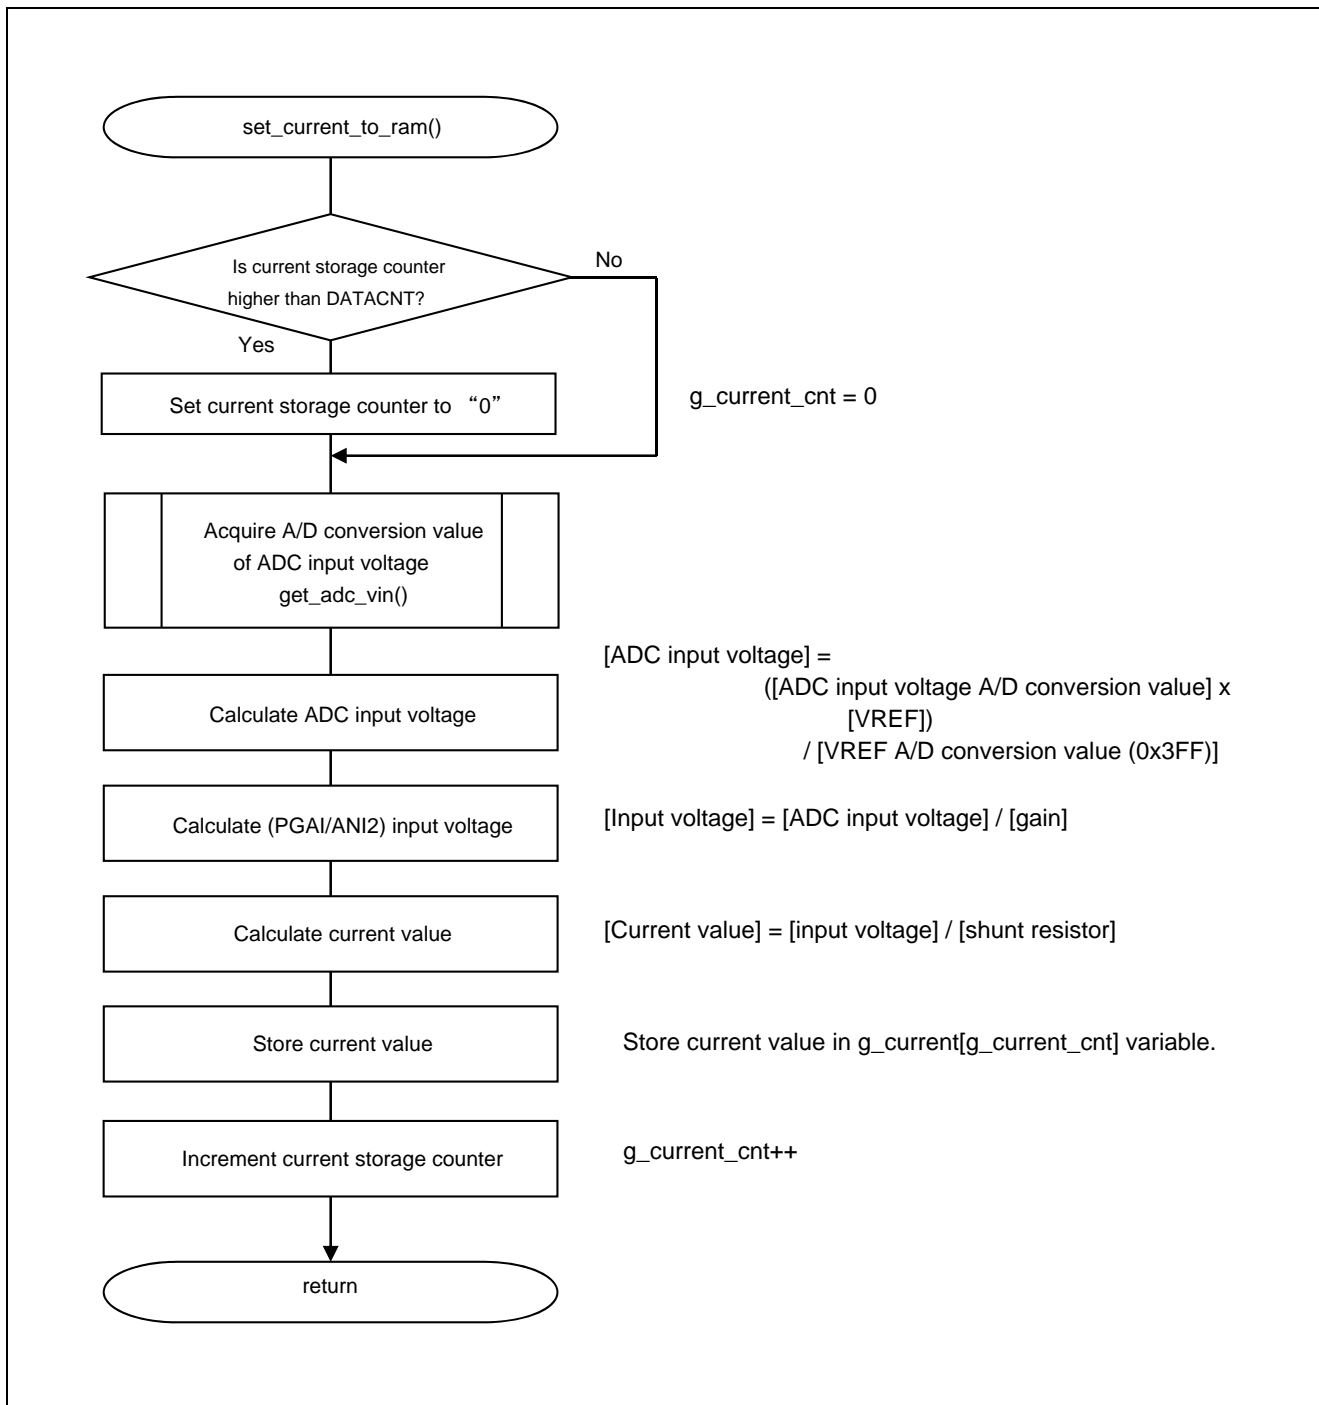 set_current_to_ram()
Is current storage counter
higher than DATACNT?
No
Yes
Set current storage counter to “0”
g_current_cnt = 0
Acquire A/D conversion value
of ADC input voltage
get_adc_vin()
Calculate ADC input voltage
[ADC input voltage] =
([ADC input voltage A/D conversion value] x
[VREF])
/ [VREF A/D conversion value (0x3FF)]
Calculate (PGAI/ANI2) input voltage
[Input voltage] = [ADC input voltage] / [gain]
Calculate current value
[Current value] = [input voltage] / [shunt resistor]
Store current value
Store current value in g_current[g_current_cnt] variable.
Increment current storage counter
g_current_cnt++
return